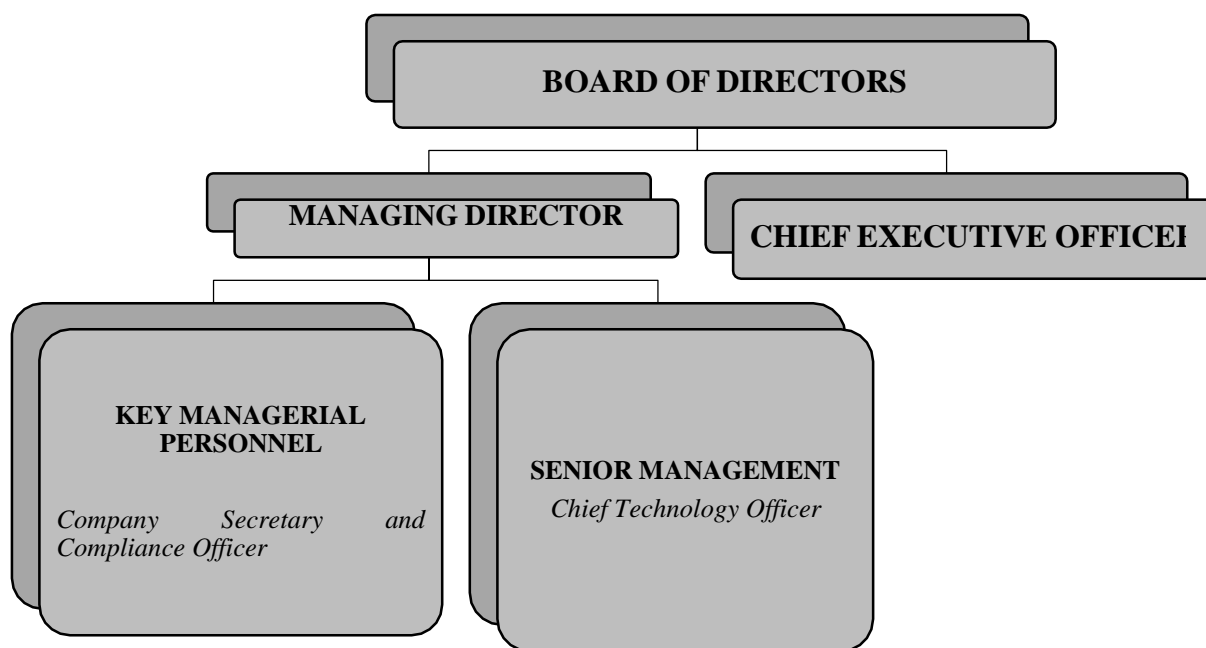 BOARD OF DIRECTORS
MANAGING DIRECTOR
CHIEF EXECUTIVE OFFICER
KEY MANAGERIAL
PERSONNEL
Company Secretary and
Compliance Officer
SENIOR MANAGEMENT
Chief Technology Officer